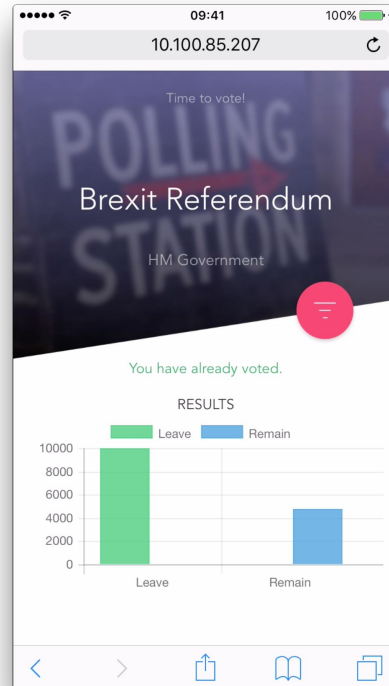 09:41
100%
10.100.85.207
Time to vote!
POLLING
STATION
Brexit Referendum
HM Government
You have already voted.
RESULTS
Leave Remain
10000
8000
6000
4000
2000
0
Leave Remain